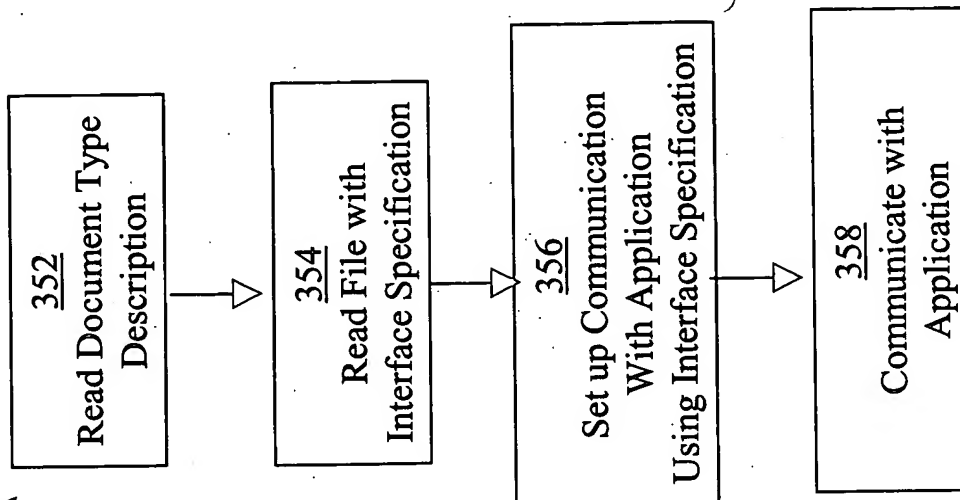 352
Read Document Type
Description
354
Read File with
Interface Specification
356
Set up Communication
With Application
Using Interface Specification
358
Communicate with
Application